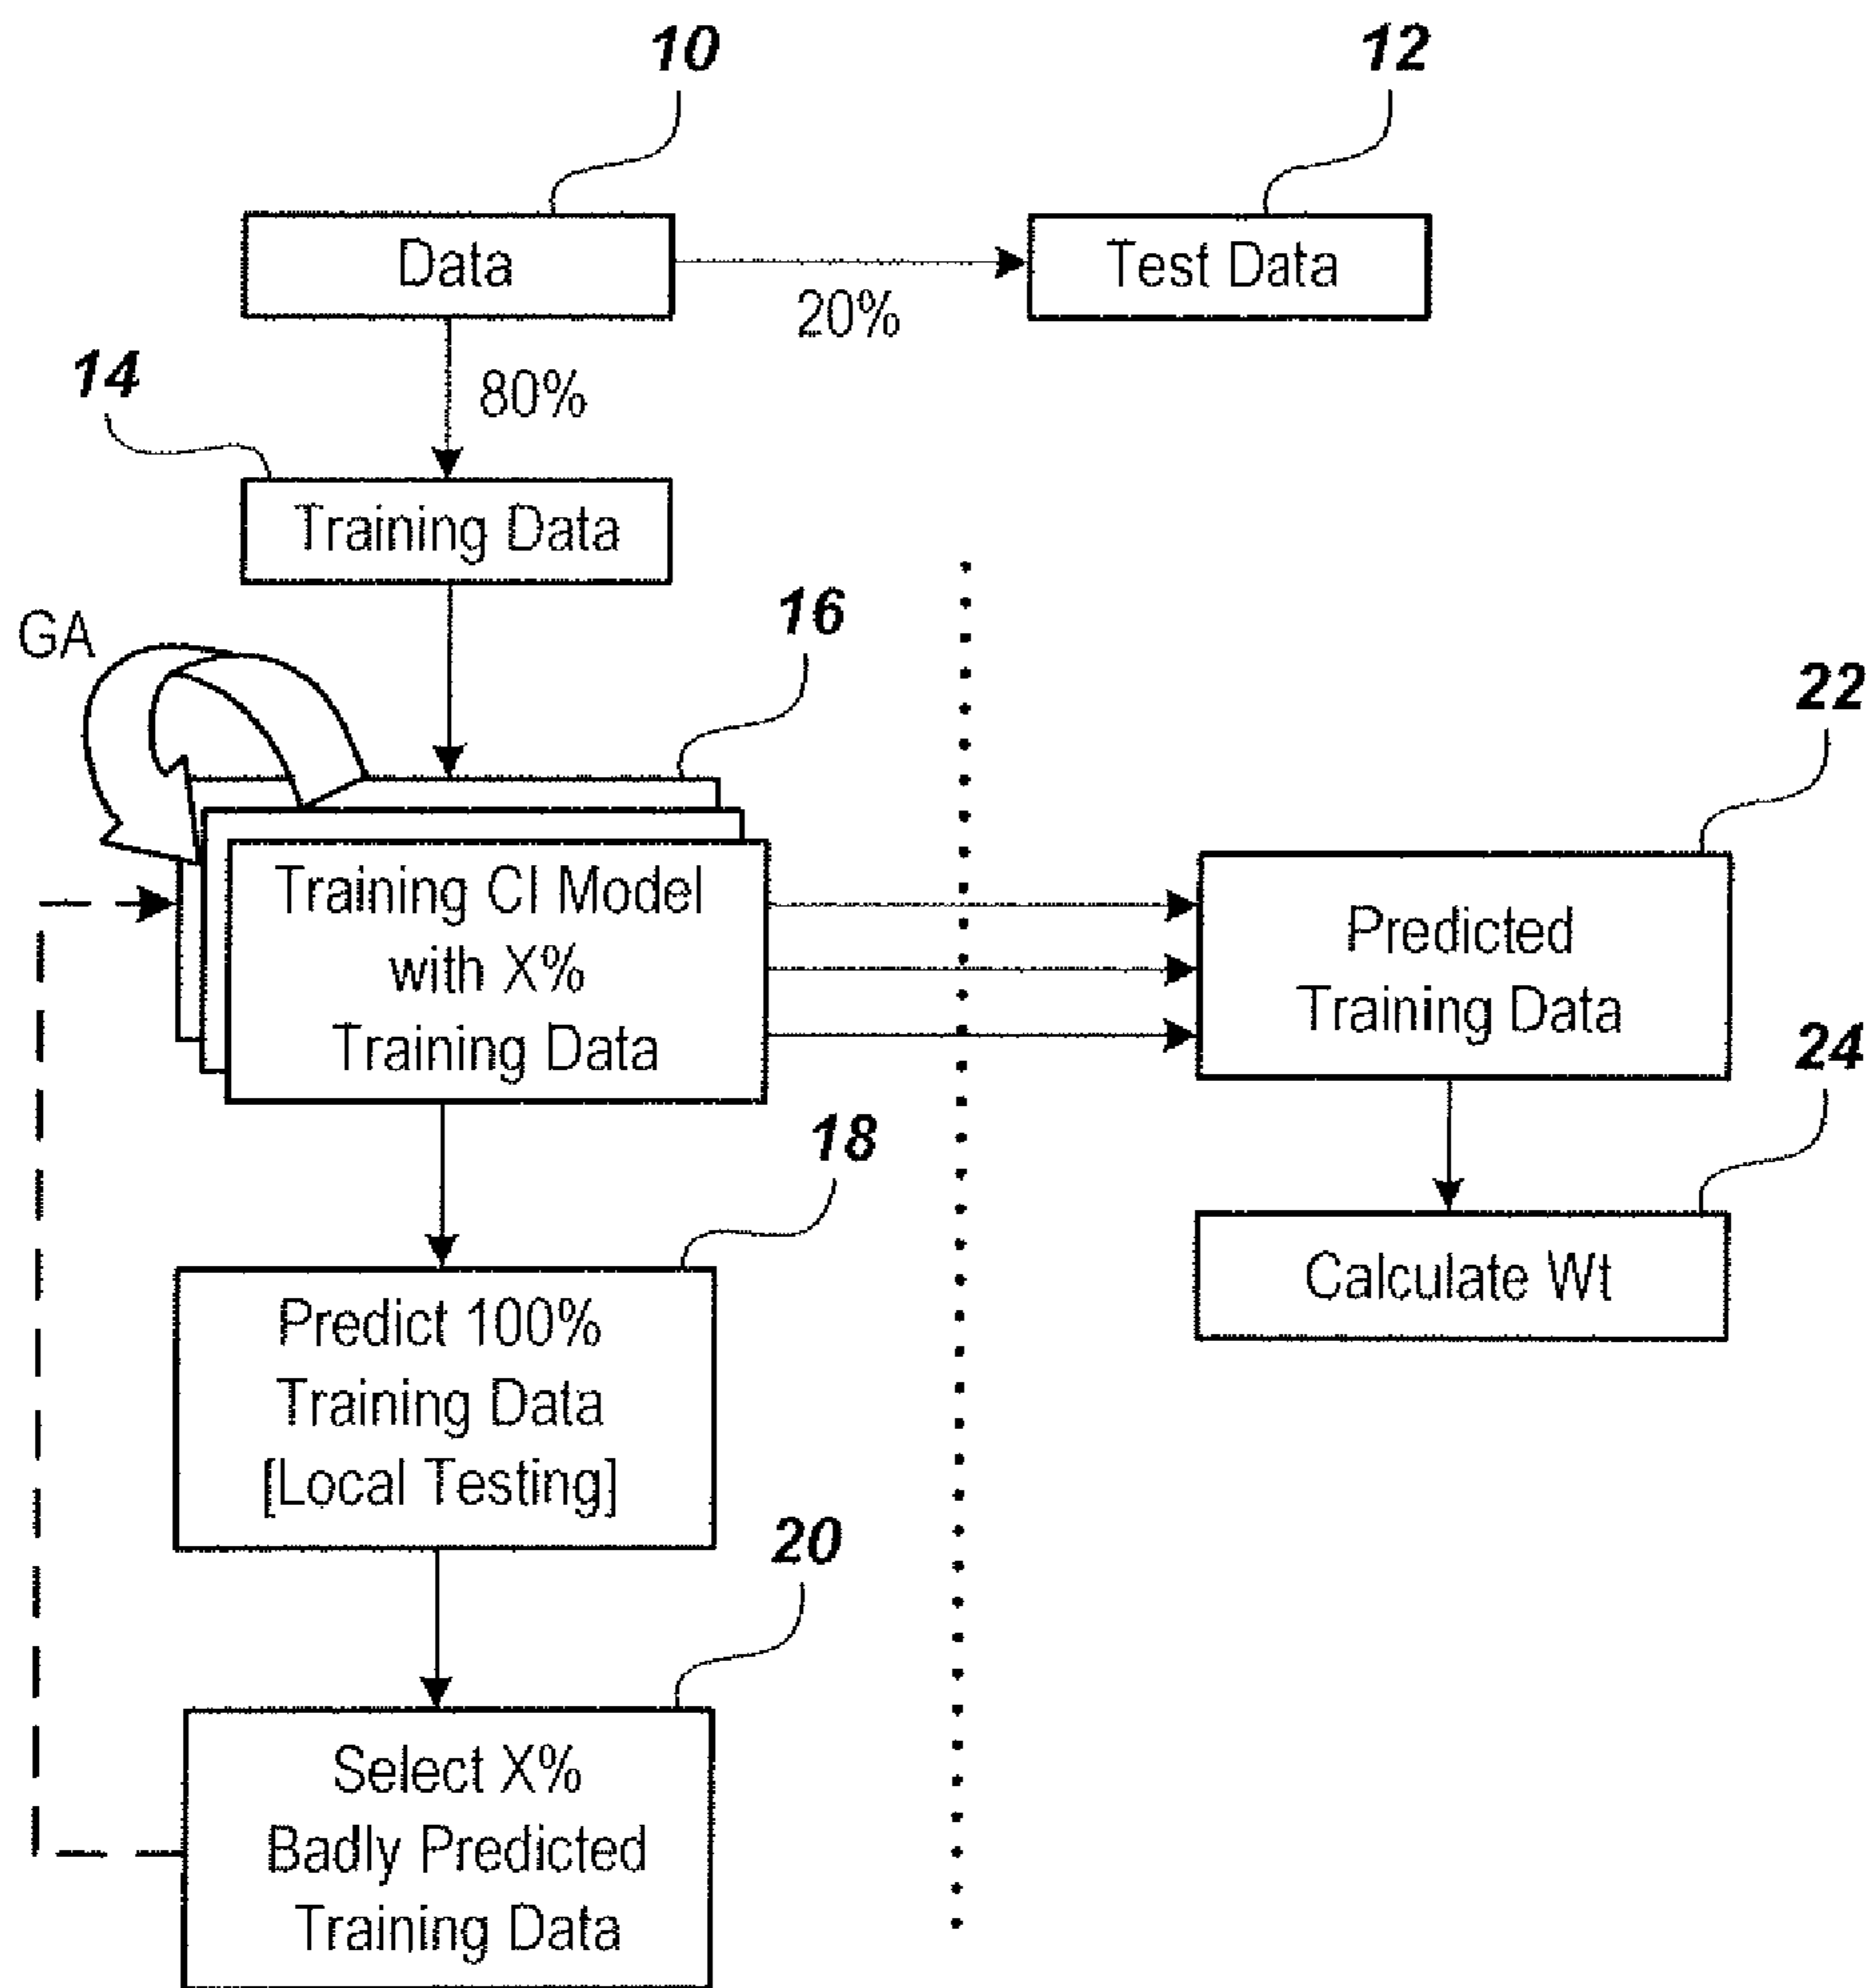 10
12
Data
Test Data
20%
14
80%
Training Data
GA
16
22
Training CI Model
with X%
Training Data
Predicted
Training Data
24
18
Calculate Wt
Predict 100%
Training Data
[Local Testing]
20
Select X%
Badly Predicted
Training Data